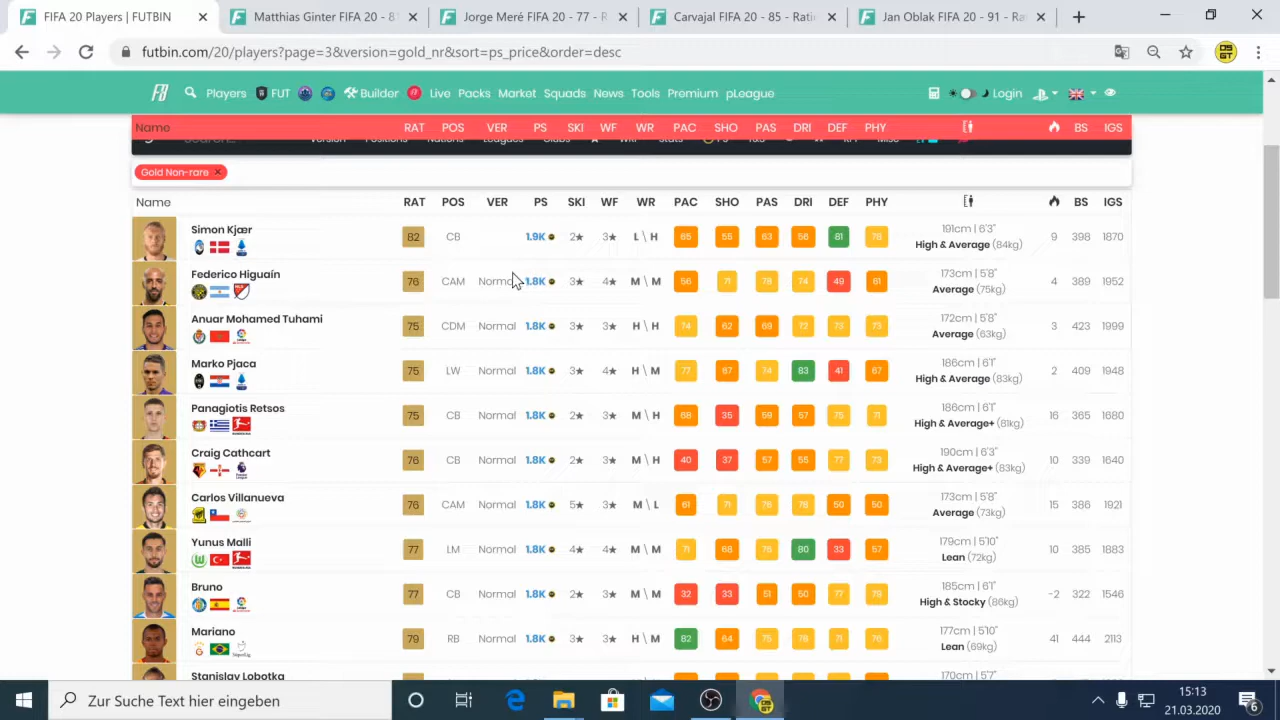 FIFA 20 Players | FUTBIN
Matthias Ginter FIFA 20 - 8
Jorge Meré FIFA 20 - 77 - R
Carvajal FIFA 20 - 85 - Rati
Jan Oblak FIFA 20 - 91 - Ra
futbin.com/20/players?page=3&version=gold_nr&sort=ps_price&order=desc
Players FUT Builder Live Packs Market Squads News Tools Premium pLeague Login
Name RAT POS VER PS SKI WF WR PAC SHO PAS DRI DEF PHY BS IGS
Gold Non-rare ×
Name RAT POS VER PS SKI WF WR PAC SHO PAS DRI DEF PHY BS IGS
Simon Kjær 82 CB 1.9K 2★ 3★ L \ H 65 55 63 56 81 78 191cm | 6'3" 9 398 1870
High & Average (84kg)
Federico Higuaín 76 CAM Normal 1.8K 3★ 4★ M \ M 56 71 78 74 49 61 173cm | 5'8" 4 389 1952
Average (75kg)
Anuar Mohamed Tuhami 75 CDM Normal 1.8K 3★ 3★ H \ H 74 62 69 72 73 73 172cm | 5'8" 3 423 1999
Average (63kg)
Marko Pjaca 75 LW Normal 1.8K 3★ 4★ H \ M 77 67 74 83 41 67 186cm | 6'1" 2 409 1948
High & Average (83kg)
Panagiotis Retsos 75 CB Normal 1.8K 2★ 3★ M \ H 68 35 59 57 75 71 186cm | 6'1" 16 365 1680
High & Average+ (81kg)
Craig Cathcart 76 CB Normal 1.8K 2★ 3★ M \ H 40 37 57 55 77 73 190cm | 6'3" 10 339 1640
High & Average+ (83kg)
Carlos Villanueva 76 CAM Normal 1.8K 5★ 3★ M \ L 61 71 76 78 50 50 173cm | 5'8" 15 386 1921
Average (73kg)
Yunus Malli 77 LM Normal 1.8K 4★ 4★ M \ M 71 68 76 80 33 57 179cm | 5'10" 10 385 1883
Lean (72kg)
Bruno 77 CB Normal 1.8K 2★ 3★ M \ M 32 33 51 50 77 79 185cm | 6'1" -2 322 1546
High & Stocky (86kg)
Mariano 79 RB Normal 1.8K 3★ 3★ H \ M 82 64 75 79 71 76 177cm | 5'10" 41 444 2113
Lean (69kg)
Stanislav Lobotka 170cm | 5'7"
Zur Suche Text hier eingeben
15:13
21.03.2020
6